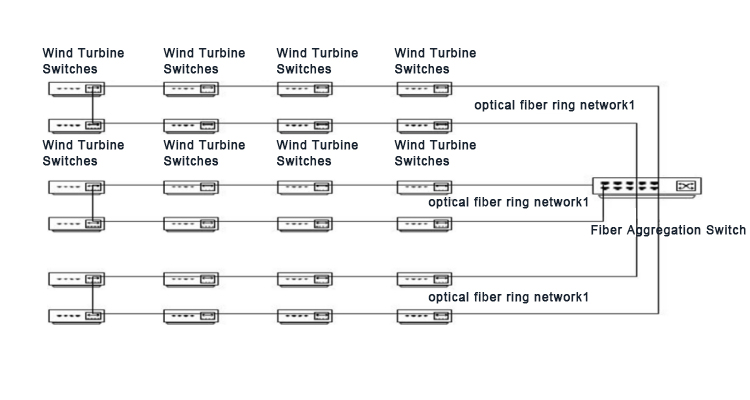 Wind Turbine
Switches
Wind Turbine
Switches
Wind Turbine
Switches
Wind Turbine
Switches
optical fiber ring network1
Wind Turbine
Switches
Wind Turbine
Switches
Wind Turbine
Switches
Wind Turbine
Switches
optical fiber ring network1
Fiber Aggregation Switch
optical fiber ring network1